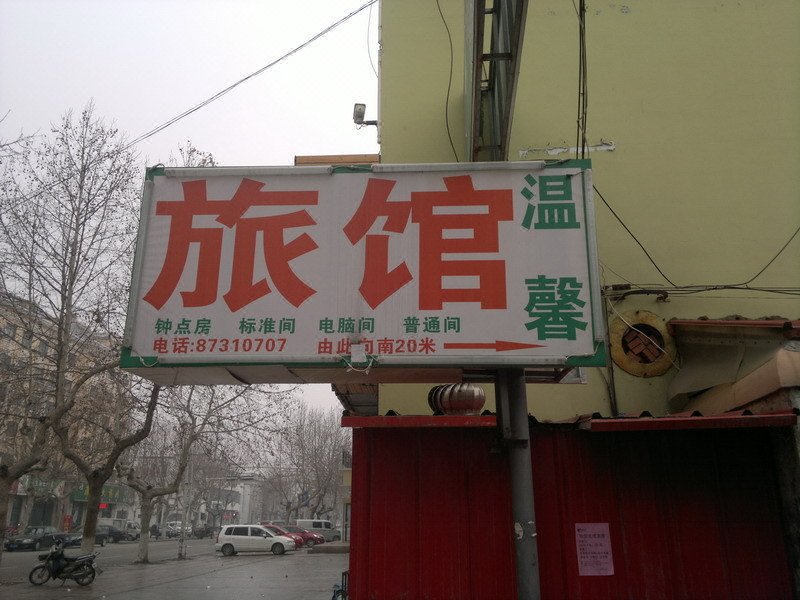 旅馆 温馨
钟点房 标准间 电脑间 普通间
电话:87310707 由此向南20米